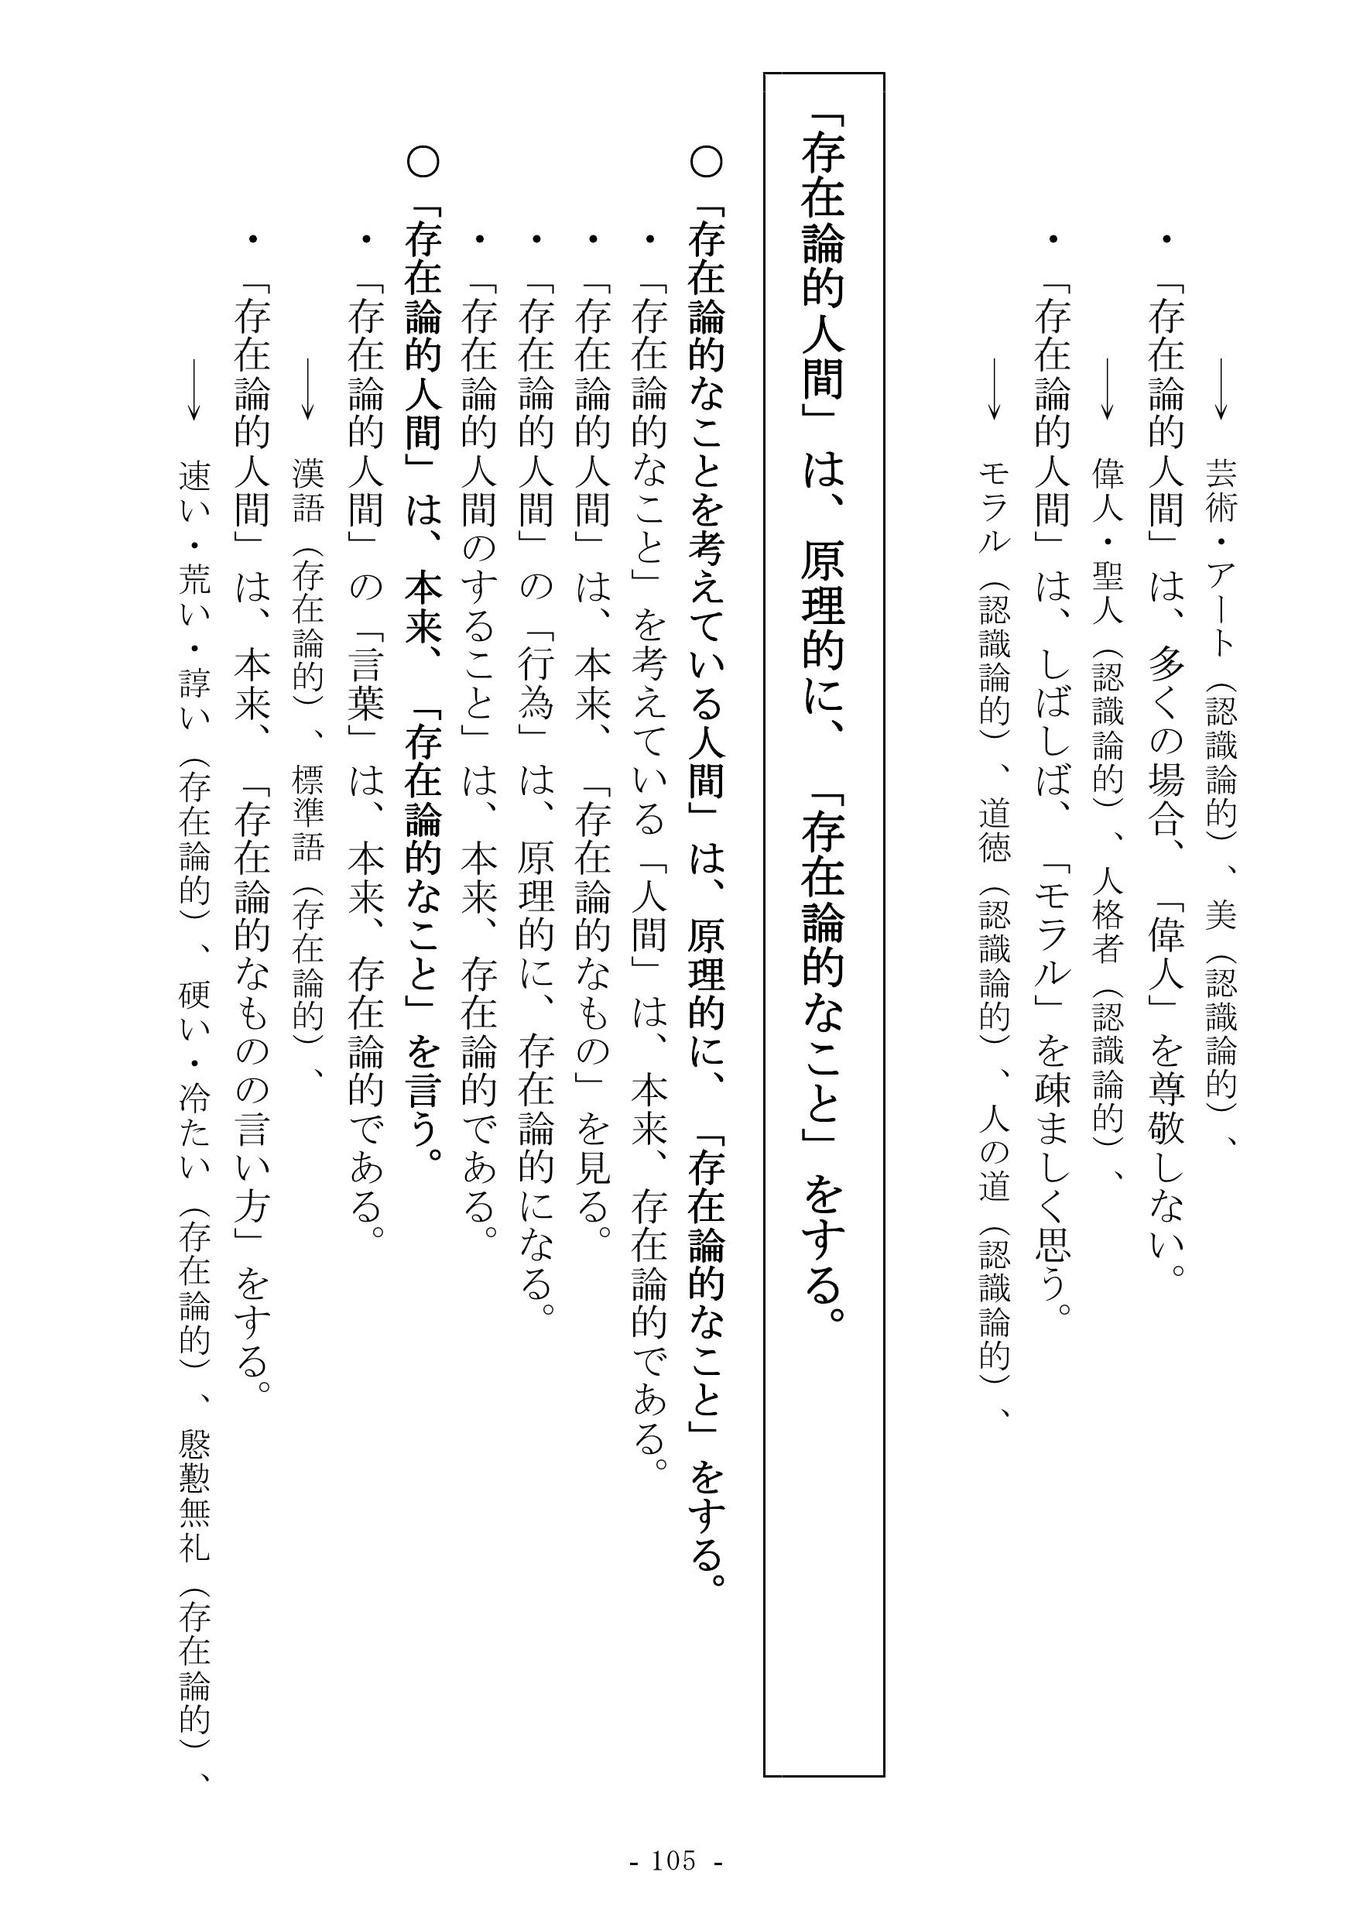 →　芸術・アート（認識論的）、美（認識論的）、
・「存在論的人間」は、多くの場合、「偉人」を尊敬しない。
→　偉人・聖人（認識論的）、人格者（認識論的）、
・「存在論的人間」は、しばしば、「モラル」を疎ましく思う。
→　モラル（認識論的）、道徳（認識論的）、人の道（認識論的）、
「存在論的人間」は、原理的に、「存在論的なこと」をする。
○「存在論的なことを考えている人間」は、原理的に、「存在論的なこと」をする。
・「存在論的なこと」を考えている「人間」は、本来、存在論的である。
・「存在論的人間」は、本来、「存在論的なもの」を見る。
・「存在論的人間」の「行為」は、原理的に、存在論的になる。
・「存在論的人間のすること」は、本来、存在論的である。
○「存在論的人間」は、本来、「存在論的なこと」を言う。
・「存在論的人間」の「言葉」は、本来、存在論的である。
→　漢語（存在論的）、標準語（存在論的）、
・「存在論的人間」は、本来、「存在論的なものの言い方」をする。
→　速い・荒い・諄い（存在論的）、硬い・冷たい（存在論的）、慇懃無礼（存在論的）、
- 105 -